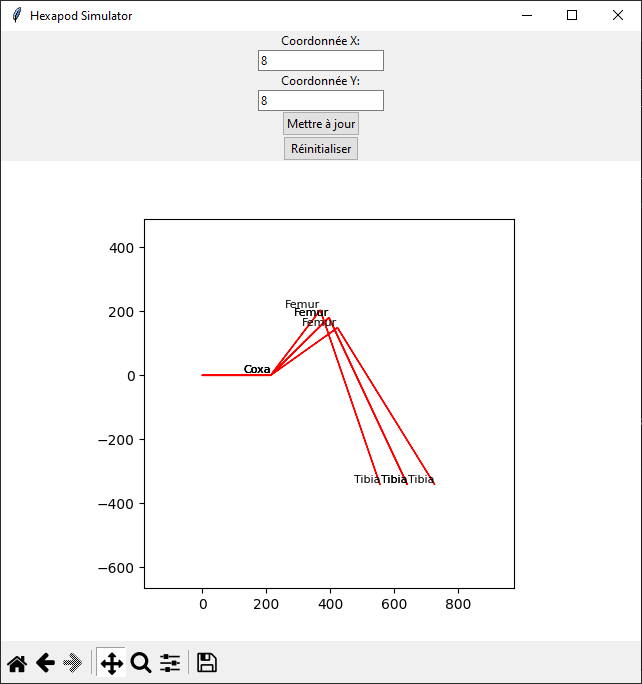 Hexapod Simulator
Coordonnée X:
8
Coordonnée Y:
8
Mettre à jour
Réinitialiser
400
200
0
−200
−400
−600
Femur
Femur
Femur
Coxa
Tibia Tibia Tibia
0 200 400 600 800